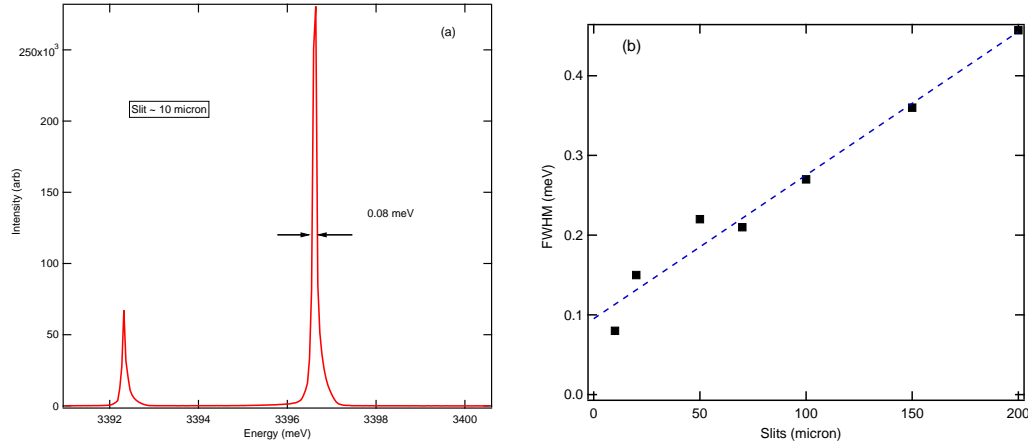 (a)
250x10³
Slit ~ 10 micron
200
150
0.08 meV
100
50
0
3392
3394
3396
3398
3400
Energy (meV)
Intensity (arb)
(b)
0.4
0.3
0.2
0.1
0.0
0
50
100
150
200
Slits (micron)
FWHM (meV)